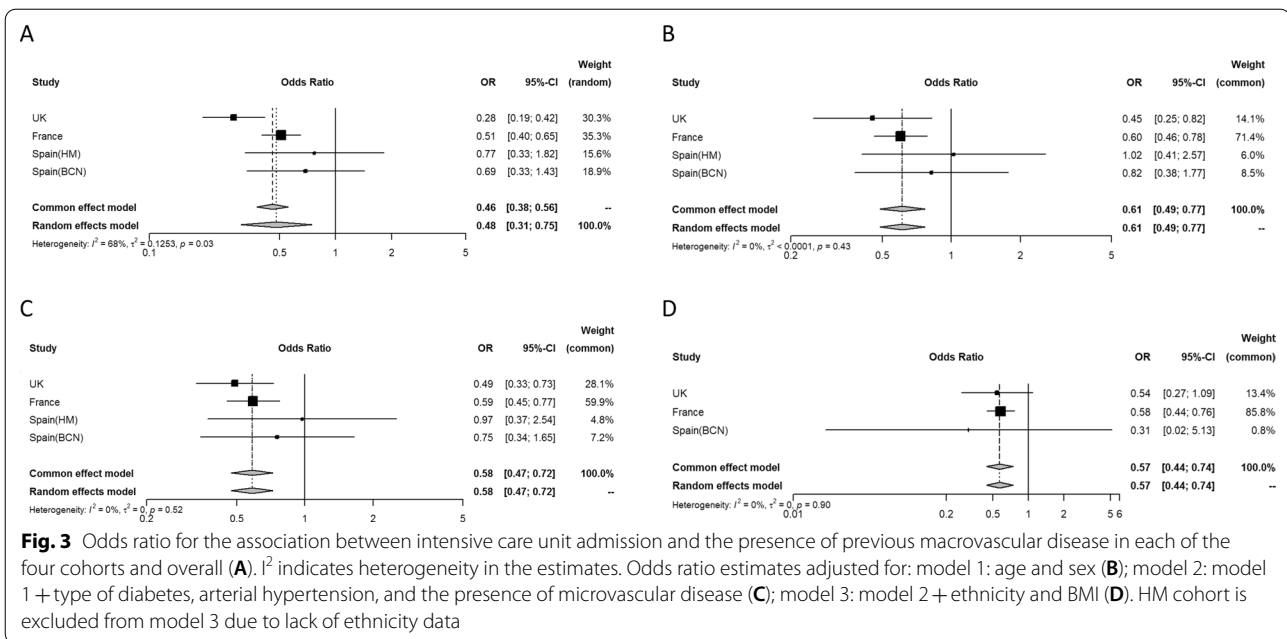 A
Weight
Study Odds Ratio OR 95%-CI (random)
UK 0.28 [0.19; 0.42] 30.3%
France 0.51 [0.40; 0.65] 35.3%
Spain(HM) 0.77 [0.33; 1.82] 15.6%
Spain(BCN) 0.69 [0.33; 1.43] 18.9%
Common effect model 0.46 [0.38; 0.56] --
Random effects model 0.48 [0.31; 0.75] 100.0%
Heterogeneity: I² = 68%, τ² = 0.1253, p = 0.03
0.1 0.5 1 2 5
B
Weight
Study Odds Ratio OR 95%-CI (common)
UK 0.45 [0.25; 0.82] 14.1%
France 0.60 [0.46; 0.78] 71.4%
Spain(HM) 1.02 [0.41; 2.57] 6.0%
Spain(BCN) 0.82 [0.38; 1.77] 8.5%
Common effect model 0.61 [0.49; 0.77] 100.0%
Random effects model 0.61 [0.49; 0.77] --
Heterogeneity: I² = 0%, τ² < 0.0001, p = 0.43
0.2 0.5 1 2 5
C
Weight
Study Odds Ratio OR 95%-CI (common)
UK 0.49 [0.33; 0.73] 28.1%
France 0.59 [0.45; 0.77] 59.9%
Spain(HM) 0.97 [0.37; 2.54] 4.8%
Spain(BCN) 0.75 [0.34; 1.65] 7.2%
Common effect model 0.58 [0.47; 0.72] 100.0%
Random effects model 0.58 [0.47; 0.72] --
Heterogeneity: I² = 0%, τ² = 0, p = 0.52
0.2 0.5 1 2 5
D
Weight
Study Odds Ratio OR 95%-CI (common)
UK 0.54 [0.27; 1.09] 13.4%
France 0.58 [0.44; 0.76] 85.8%
Spain(BCN) 0.31 [0.02; 5.13] 0.8%
Common effect model 0.57 [0.44; 0.74] 100.0%
Random effects model 0.57 [0.44; 0.74] --
Heterogeneity: I² = 0%, τ² = 0, p = 0.90
0.01 0.2 0.5 1 2 5 6
Fig. 3 Odds ratio for the association between intensive care unit admission and the presence of previous macrovascular disease in each of the
four cohorts and overall (A). I² indicates heterogeneity in the estimates. Odds ratio estimates adjusted for: model 1: age and sex (B); model 2: model
1 + type of diabetes, arterial hypertension, and the presence of microvascular disease (C); model 3: model 2 + ethnicity and BMI (D). HM cohort is
excluded from model 3 due to lack of ethnicity data